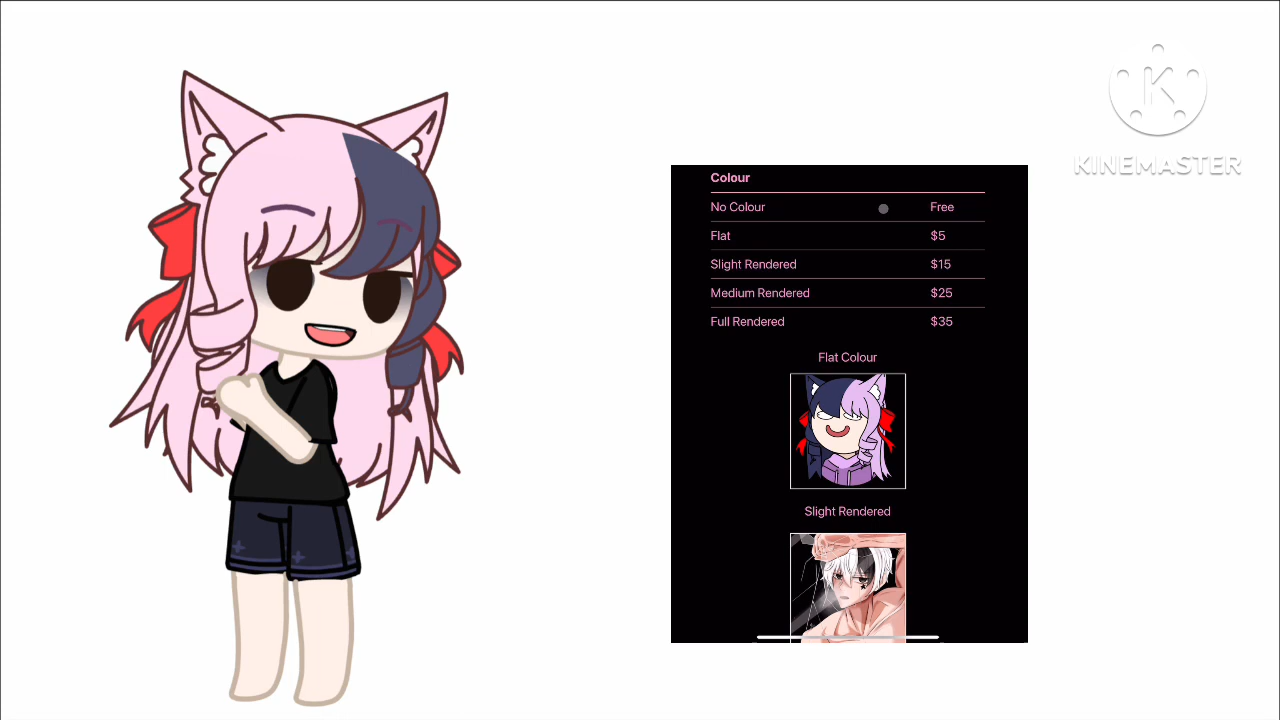 K
KINEMASTER
Colour
No Colour Free
Flat $5
Slight Rendered $15
Medium Rendered $25
Full Rendered $35
Flat Colour
Slight Rendered